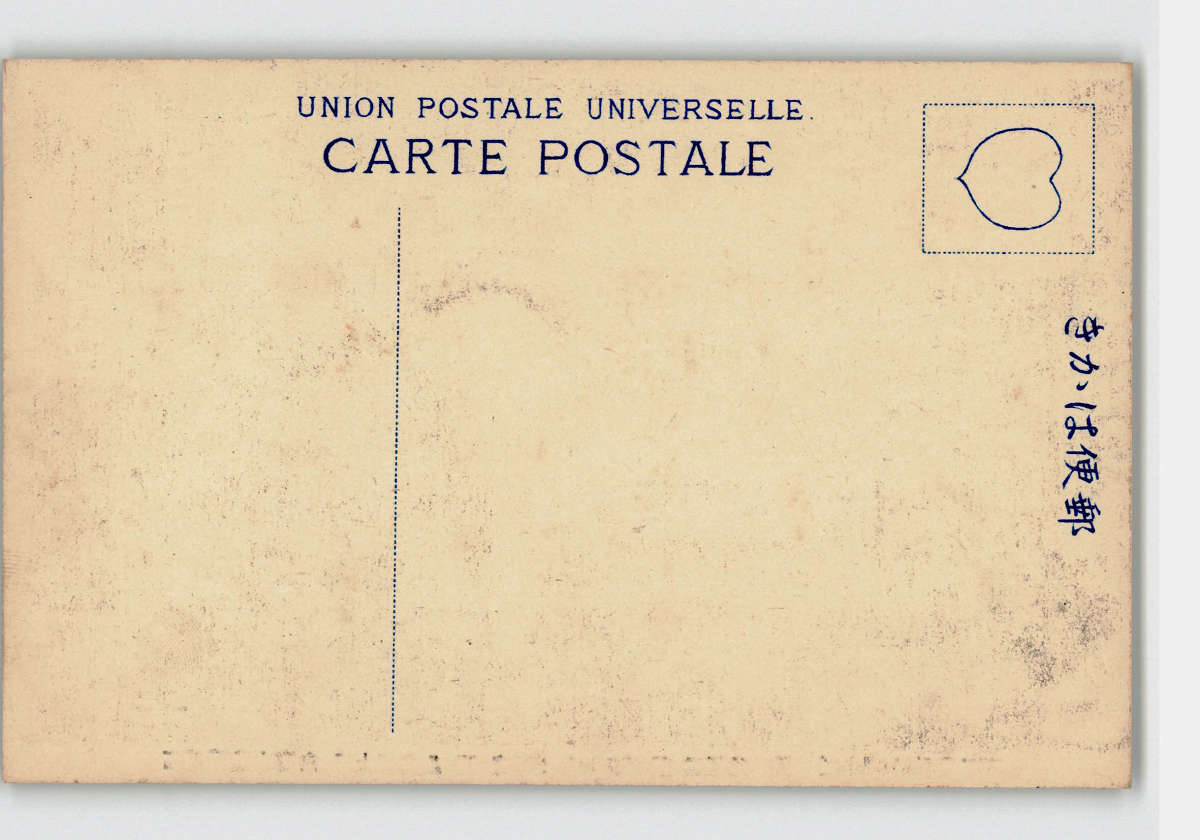 UNION POSTALE UNIVERSELLE.
CARTE POSTALE
きかは便郵